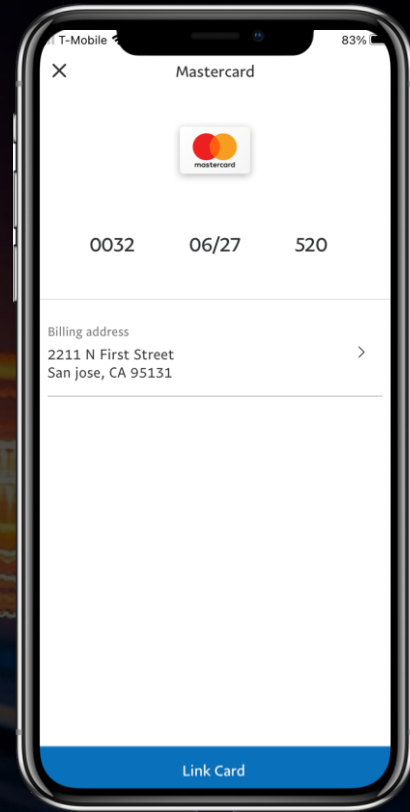 T-Mobile 83%
Mastercard
mastercard
0032 06/27 520
Billing address
2211 N First Street
San jose, CA 95131
Link Card